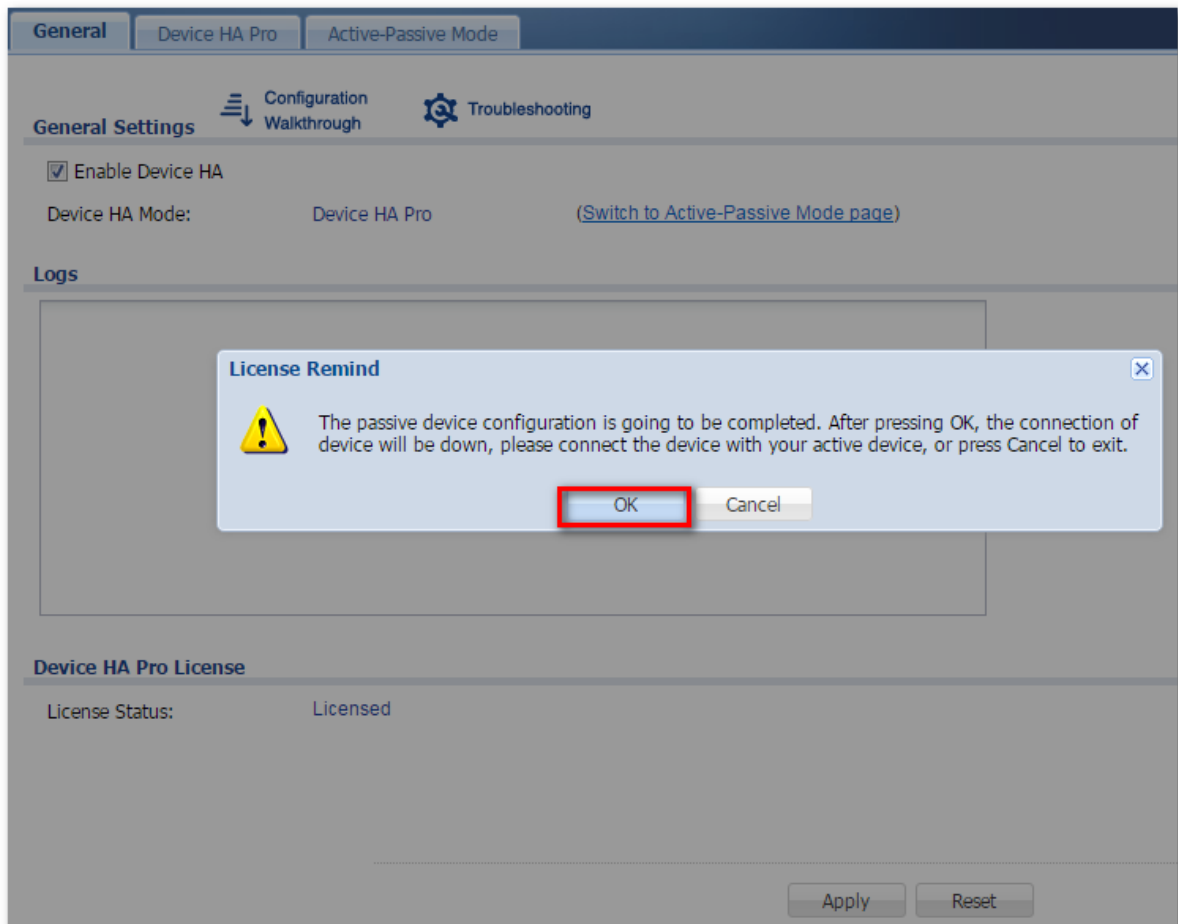 General Device HA Pro Active-Passive Mode
Configuration
Walkthrough
Troubleshooting
General Settings
Enable Device HA
Device HA Mode: Device HA Pro (Switch to Active-Passive Mode page)
Logs
License Remind
The passive device configuration is going to be completed. After pressing OK, the connection of
device will be down, please connect the device with your active device, or press Cancel to exit.
OK Cancel
Device HA Pro License
License Status: Licensed
Apply Reset